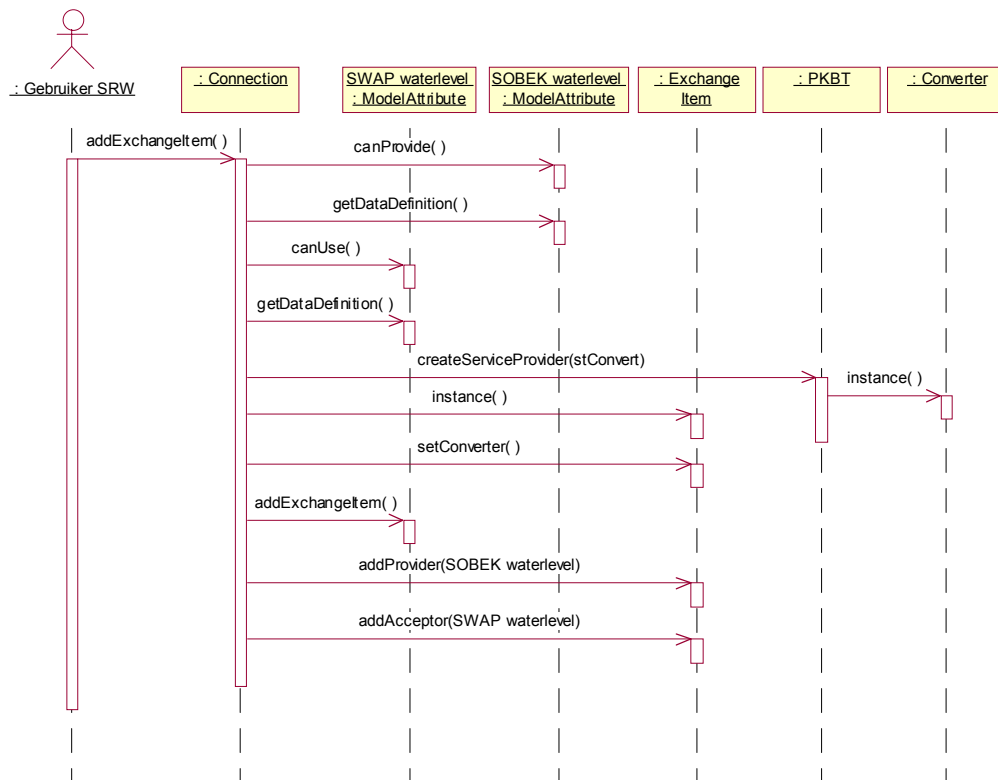 : Gebruiker SRW
: Connection
SWAP waterlevel
: ModelAttribute
SOBEK waterlevel
: ModelAttribute
: Exchange
Item
: PKBT
: Converter
addExchangeItem( )
canProvide( )
getDataDefinition( )
canUse( )
getDataDefinition( )
createServiceProvider(stConvert)
instance( )
instance( )
setConverter( )
addExchangeItem( )
addProvider(SOBEK waterlevel)
addAcceptor(SWAP waterlevel)